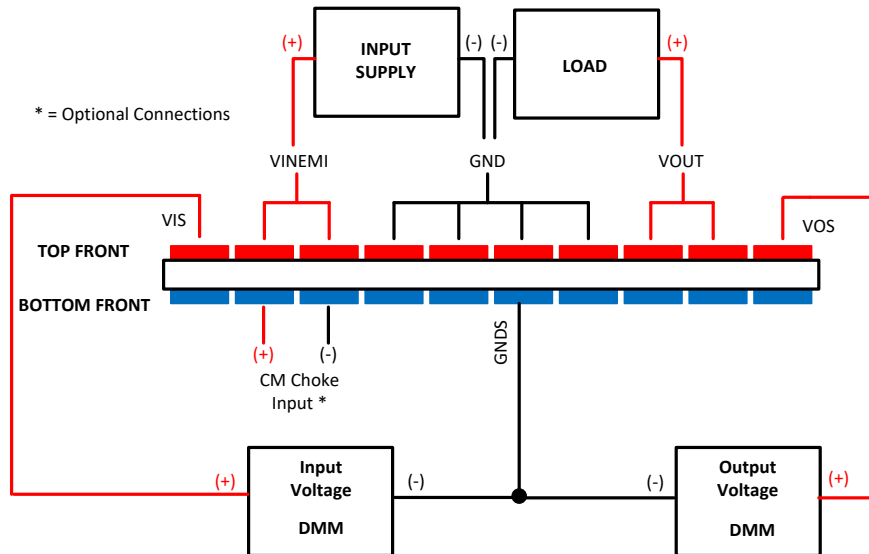 (+)
INPUT
SUPPLY
(-)
(-)
LOAD
(+)
* = Optional Connections
VINEMI
GND
VOUT
VIS
VOS
TOP FRONT
BOTTOM FRONT
(+)
(-)
CM Choke
Input *
GNDS
(+)
Input
Voltage
DMM
(-)
(-)
Output
Voltage
DMM
(+)